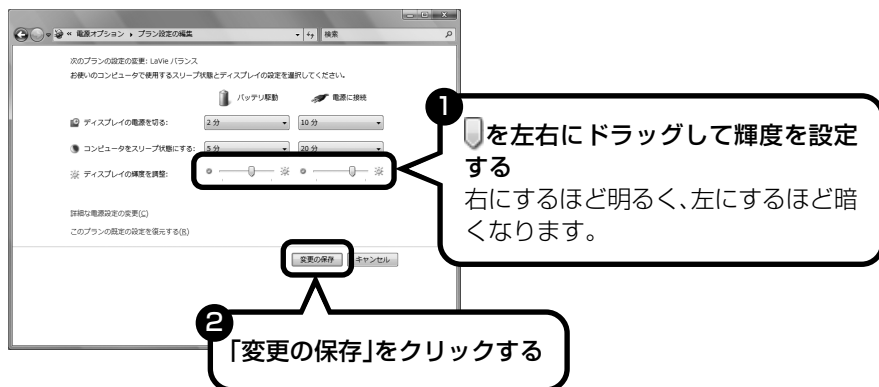 « 電源オプション ▸ プラン設定の編集
検索
次のプランの設定の変更: LaVie バランス
お使いのコンピュータで使用するスリープ状態とディスプレイの設定を選択してください。
バッテリ駆動 電源に接続
ディスプレイの電源を切る: 2 分 10 分
コンピュータをスリープ状態にする: 5 分 20 分
ディスプレイの輝度を調整:
詳細な電源設定の変更(C)
このプランの既定の設定を復元する(R)
変更の保存 キャンセル
❶
を左右にドラッグして輝度を設定
する
右にするほど明るく、左にするほど暗
くなります。
❷
「変更の保存」をクリックする